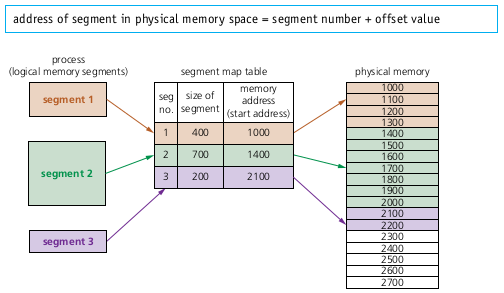 address of segment in physical memory space = segment number + offset value
process
(logical memory segments)
segment map table
physical memory
segment 1
segment 2
segment 3
seg no. size of segment memory address (start address)
1 400 1000
2 700 1400
3 200 2100
1000
1100
1200
1300
1400
1500
1600
1700
1800
1900
2000
2100
2200
2300
2400
2500
2600
2700